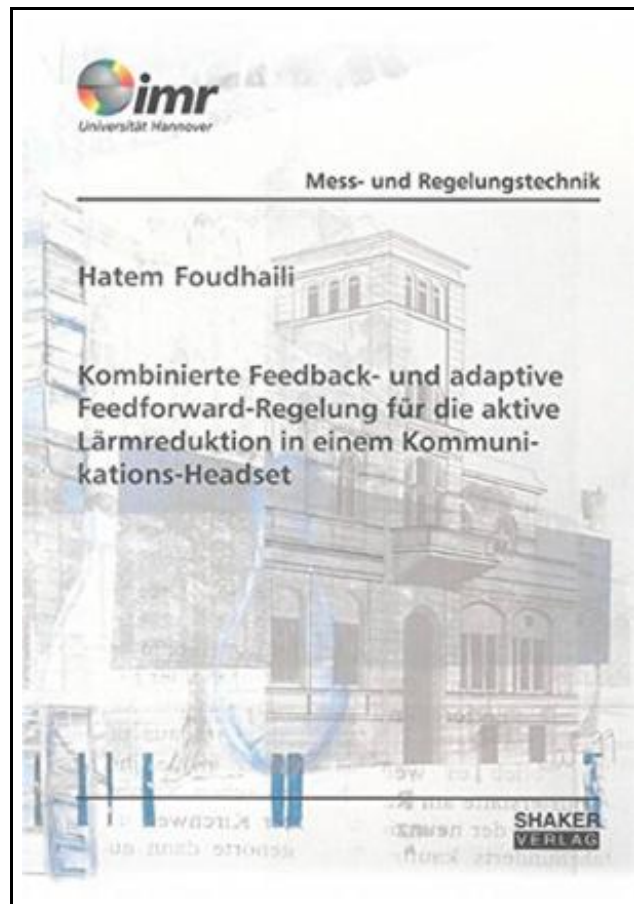 imr
Universität Hannover
Mess- und Regelungstechnik
Hatem Foudhaili
Kombinierte Feedback- und adaptive
Feedforward-Regelung für die aktive
Lärmreduktion in einem Kommuni-
kations-Headset
SHAKER
VERLAG